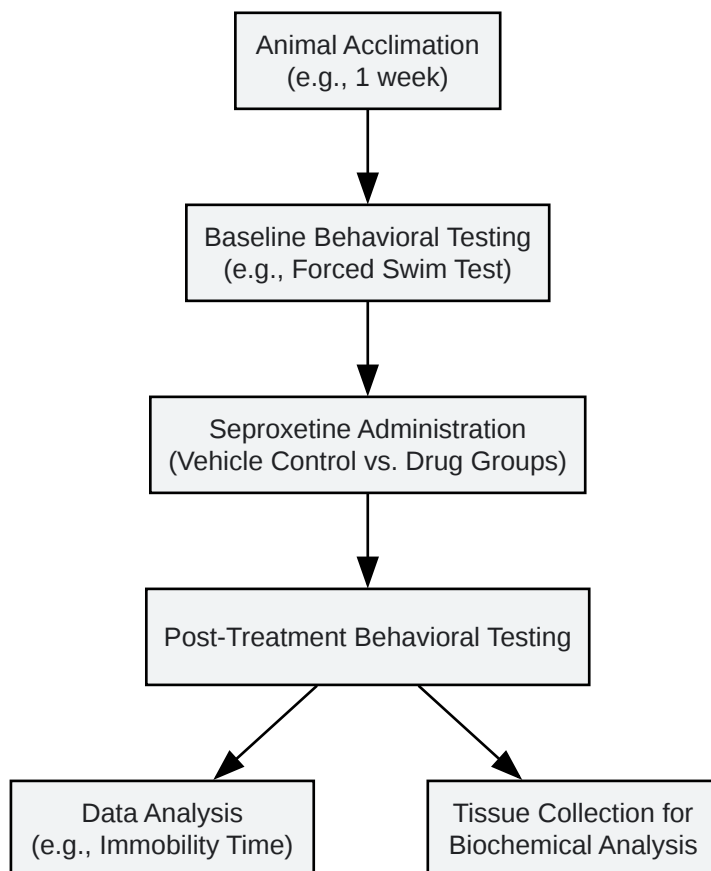 Animal Acclimation
(e.g., 1 week)
Baseline Behavioral Testing
(e.g., Forced Swim Test)
Seproxetine Administration
(Vehicle Control vs. Drug Groups)
Post-Treatment Behavioral Testing
Data Analysis
(e.g., Immobility Time)
Tissue Collection for
Biochemical Analysis